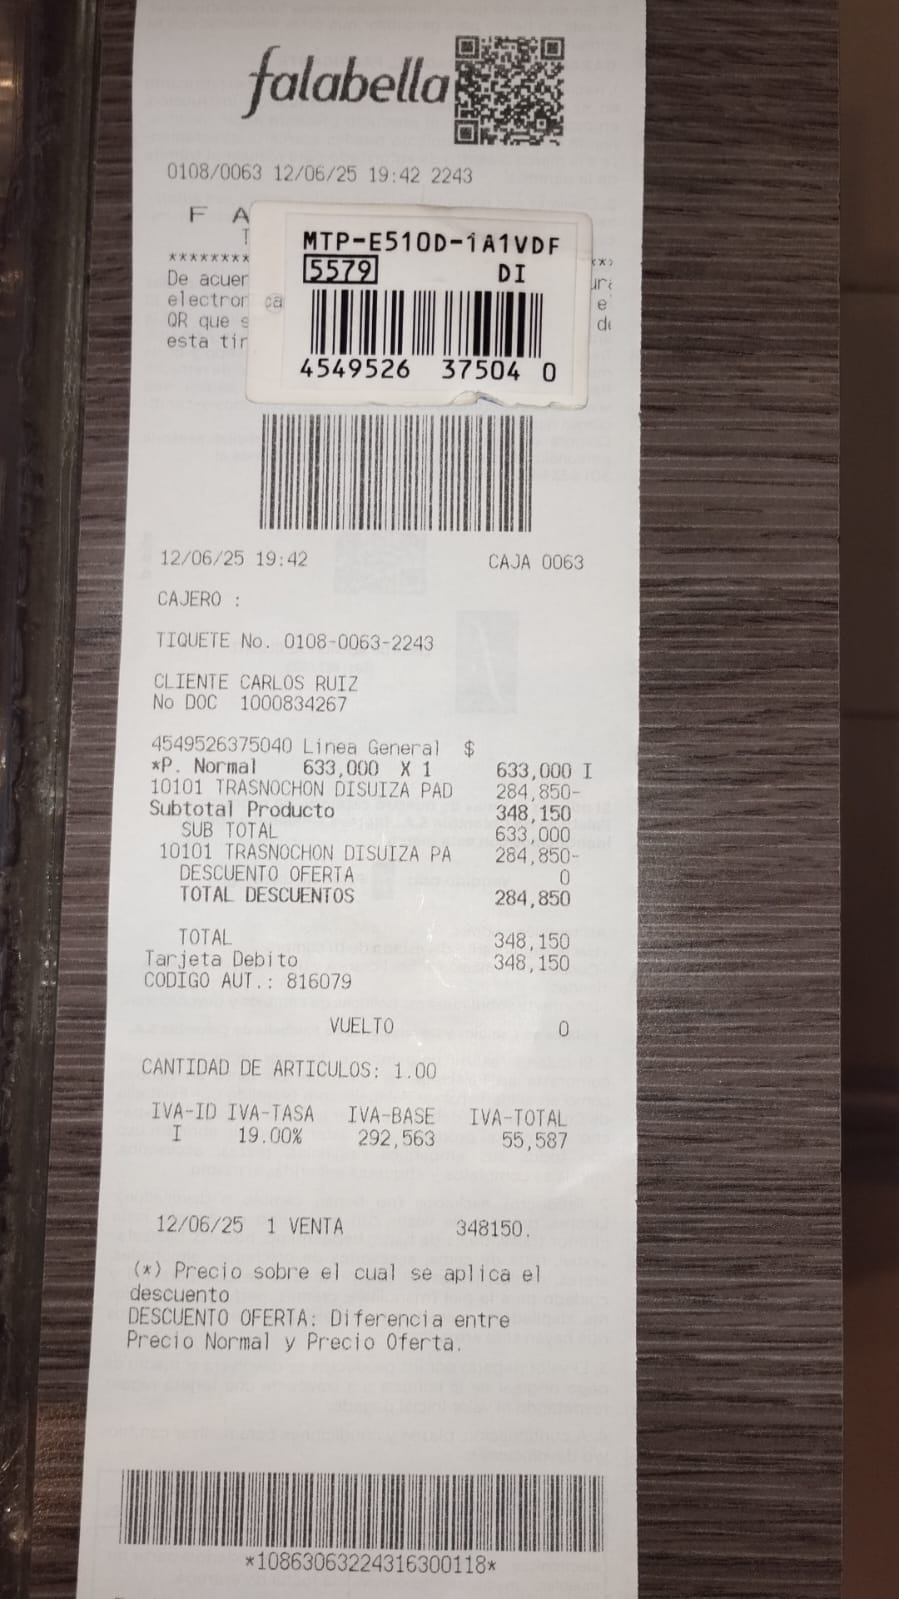 falabella
0108/0063 12/06/25 19:42 2243
F A
MTP-E510D-1A1VDF
5579 DI
4549526 37504 0
********
De acuer
electron
QR que s
esta tir
12/06/25 19:42 CAJA 0063
CAJERO :
TIQUETE No. 0108-0063-2243
CLIENTE CARLOS RUIZ
No DOC 1000834267
4549526375040 Linea General $
*P. Normal 633,000 X 1 633,000 I
10101 TRASNOCHON DISUIZA PAD 284,850-
Subtotal Producto 348,150
SUB TOTAL 633,000
10101 TRASNOCHON DISUIZA PA 284,850-
DESCUENTO OFERTA 0
TOTAL DESCUENTOS 284,850
TOTAL 348,150
Tarjeta Debito 348,150
CODIGO AUT.: 816079
VUELTO 0
CANTIDAD DE ARTICULOS: 1.00
IVA-ID IVA-TASA IVA-BASE IVA-TOTAL
I 19.00% 292,563 55,587
12/06/25 1 VENTA 348150.
(*) Precio sobre el cual se aplica el
descuento
DESCUENTO OFERTA: Diferencia entre
Precio Normal y Precio Oferta.
*10863063224316300118*